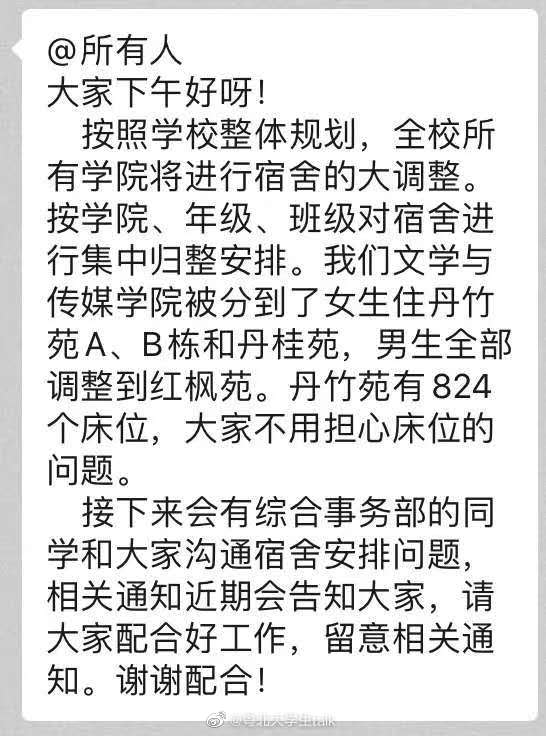 @所有人
大家下午好呀！
按照学校整体规划，全校所
有学院将进行宿舍的大调整。
按学院、年级、班级对宿舍进
行集中归整安排。我们文学与
传媒学院被分到了女生住丹竹
苑A、B栋和丹桂苑，男生全部
调整到红枫苑。丹竹苑有824
个床位，大家不用担心床位的
问题。
接下来会有综合事务部的同
学和大家沟通宿舍安排问题，
相关通知近期会告知大家，请
大家配合好工作，留意相关通
知。谢谢配合！
@粤北大学生talk